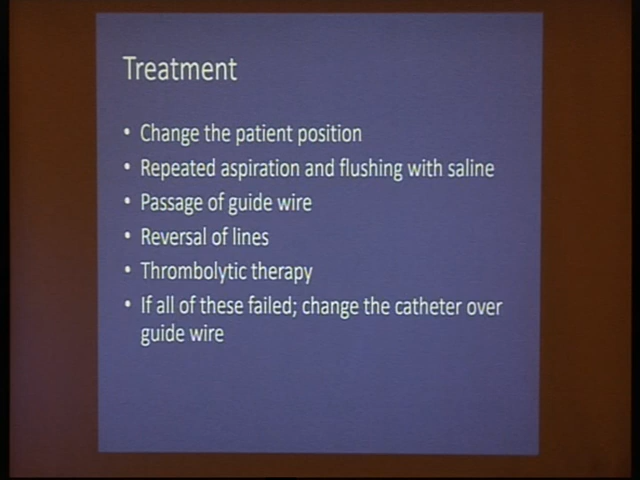 Treatment
• Change the patient position
• Repeated aspiration and flushing with saline
• Passage of guide wire
• Reversal of lines
• Thrombolytic therapy
• If all of these failed; change the catheter over
guide wire